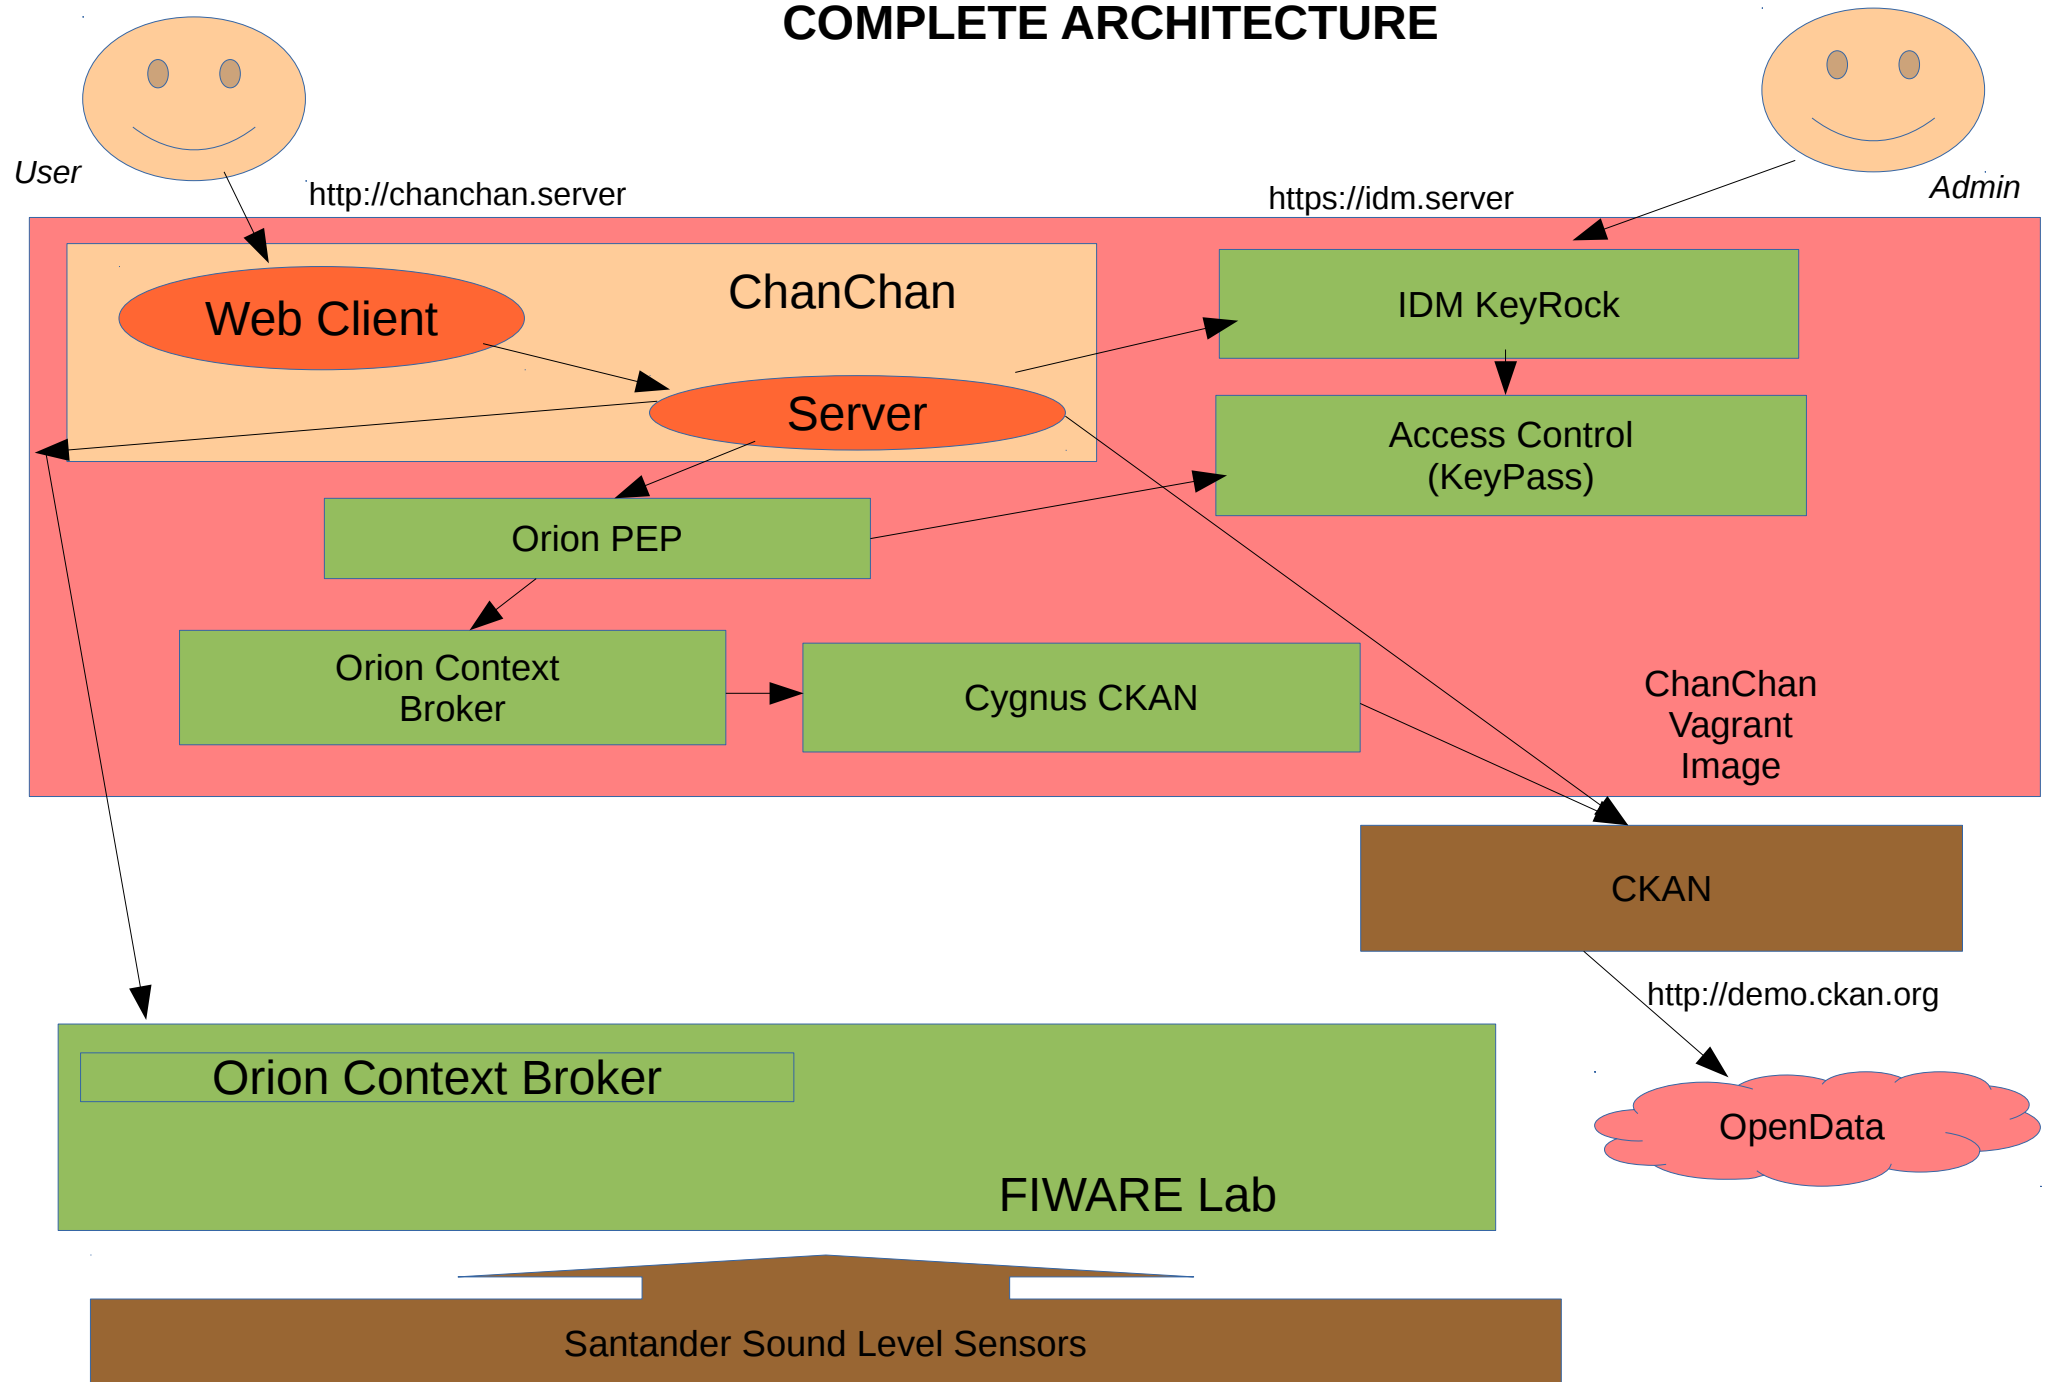 COMPLETE ARCHITECTURE
User
Admin
http://chanchan.server
https://idm.server
ChanChan
Web Client
Server
IDM KeyRock
Access Control
(KeyPass)
Orion PEP
Orion Context
Broker
Cygnus CKAN
ChanChan
Vagrant
Image
CKAN
http://demo.ckan.org
OpenData
Orion Context Broker
FIWARE Lab
Santander Sound Level Sensors